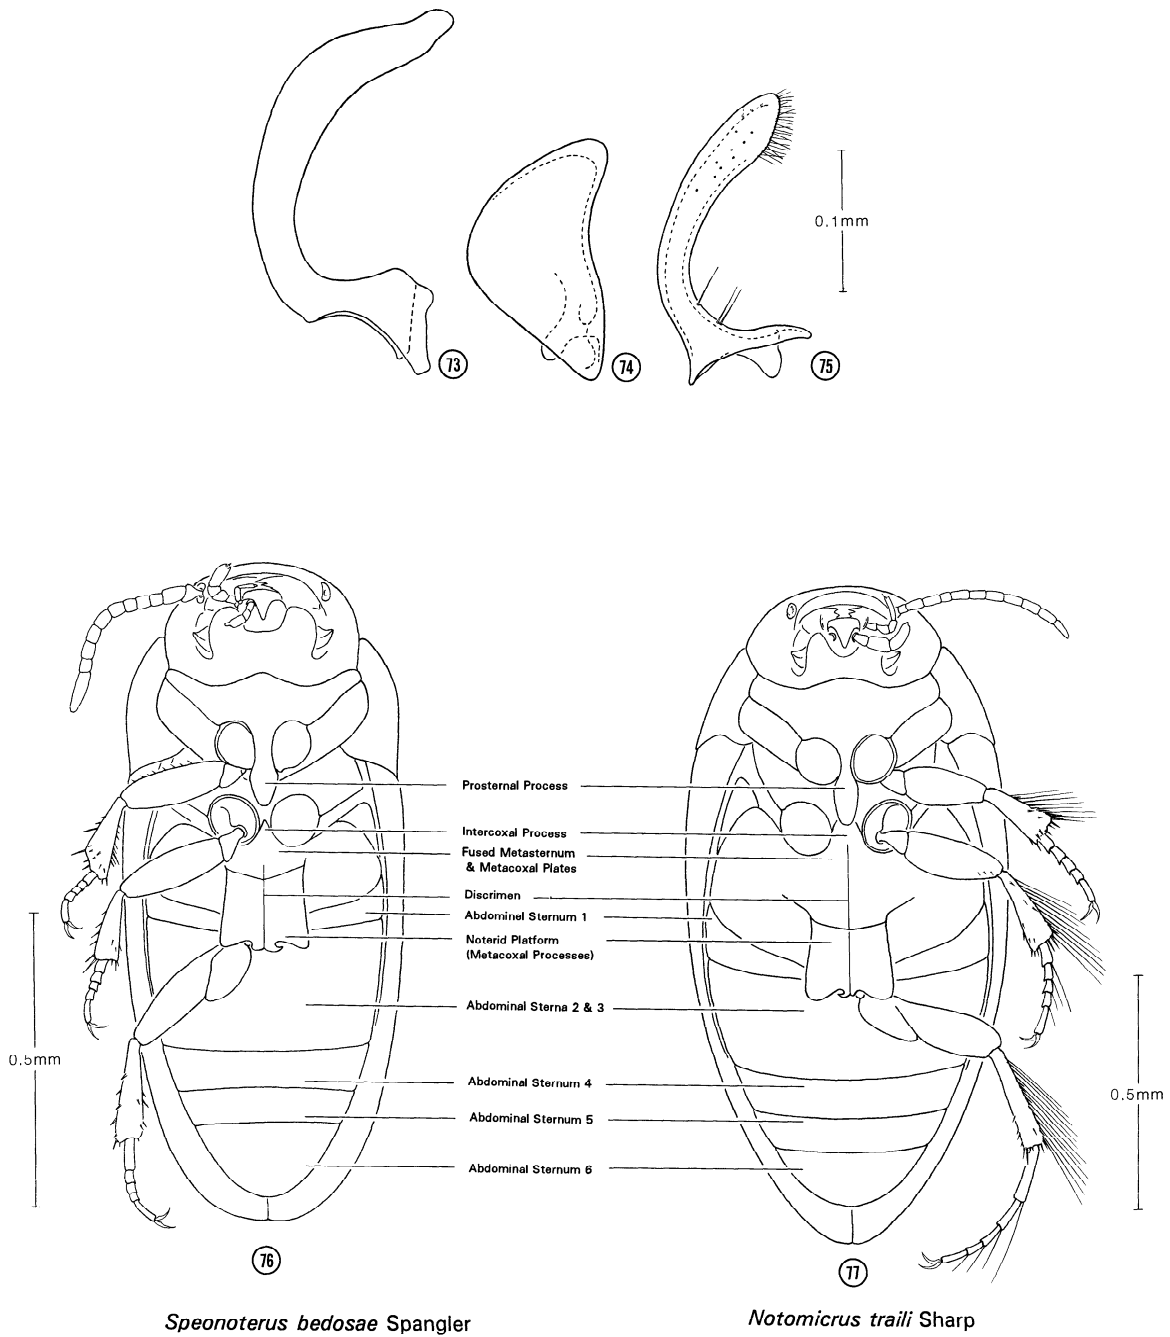 0.1mm
73
74
75
Prosternal Process
Intercoxal Process
Fused Metasternum
& Metacoxal Plates
Discrimen
Abdominel Sternum 1
Noterid Platform
(Metacoxal Processes)
Abdominal Sterna 2 & 3
0.5mm
Abdominal Sternum 4
0.5mm
Abdominal Sternum 5
Abdominal Sternum 6
76
77
Speonoterus bedosae Spangler
Notomicrus traili Sharp